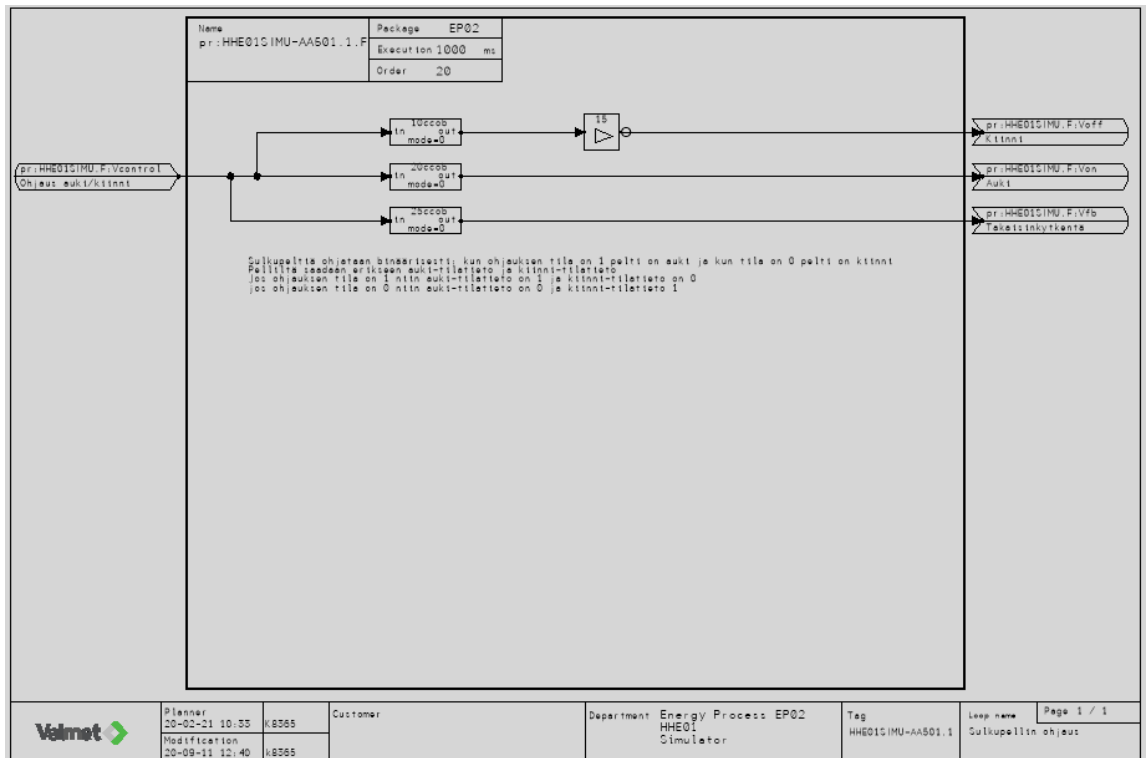 Name
pr:HHE01SIMU-AA501.1.F
Package EP02
Execution 1000 ms
Order 20
10ccob
in out
mode=0
15
pr:HHE01SIMU.F:Voff
Kiinni
pr:HHE01SIMU.F:Vcontrol
Ohjaus auki/kiinni
20ccob
in out
mode=0
pr:HHE01SIMU.F:Von
Auki
25ccob
in out
mode=0
pr:HHE01SIMU.F:Vfb
Takaisinkytkentä
Sulkupeltiä ohjataan binäärisesti; kun ohjauksen tila on 1 pelti on auki ja kun tila on 0 pelti on kiinni
Pelliltä saadaan erikseen auki-tilatieto ja kiinni-tilatieto
jos ohjauksen tila on 1 niin auki-tilatieto on 1 ja kiinni-tilatieto on 0
jos ohjauksen tila on 0 niin auki-tilatieto on 0 ja kiinni-tilatieto 1
Valmet
Planner
20-02-21 10:33 K8365
Modification
20-09-11 12:40 k8365
Customer
Department Energy Process EP02
HHE01
Simulator
Tag
HHE01SIMU-AA501.1
Loop name
Page 1 / 1
Sulkupellin ohjaus